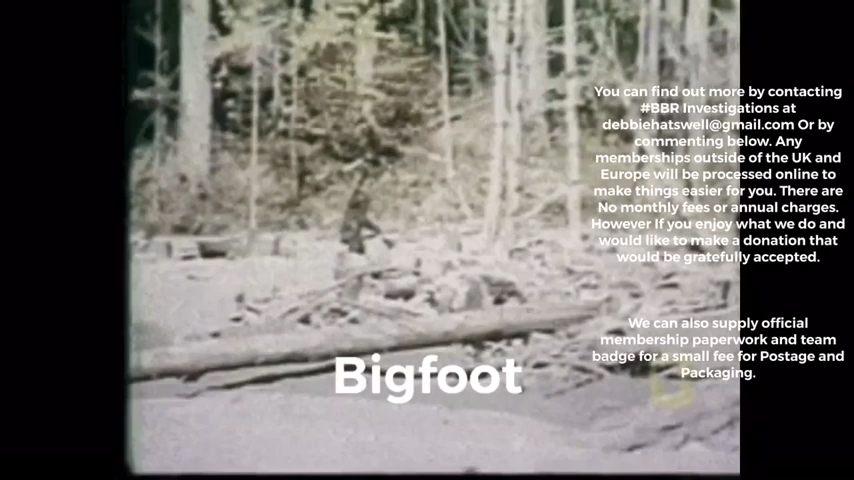 You can find out more by contacting
#BBR Investigations at
debbiehatswell@gmail.com Or by
commenting below. Any
memberships outside of the UK and
Europe will be processed online to
make things easier for you. There are
No monthly fees or annual charges.
However If you enjoy what we do and
would like to make a donation that
would be gratefully accepted.
We can also supply official
membership paperwork and team
badge for a small fee for Postage and
Packaging.
Bigfoot